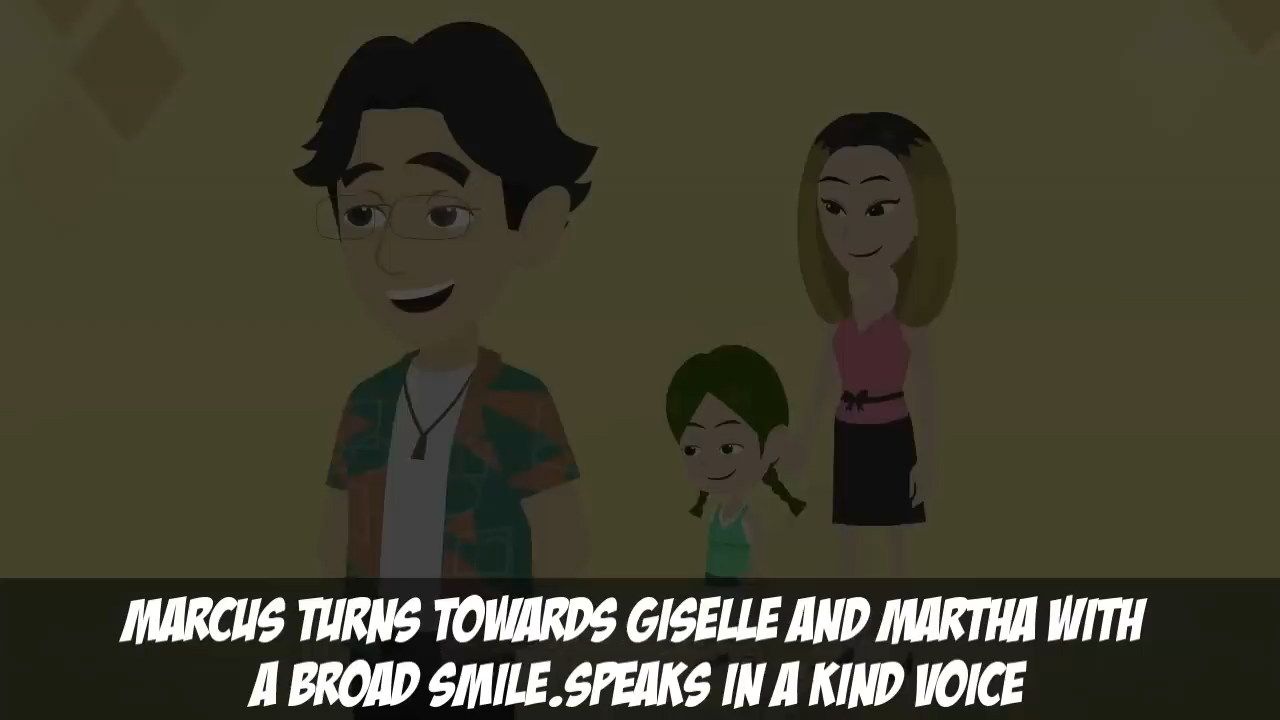 MARCUS TURNS TOWARDS GISELLE AND MARTHA WITH
A BROAD SMILE.SPEAKS IN A KIND VOICE